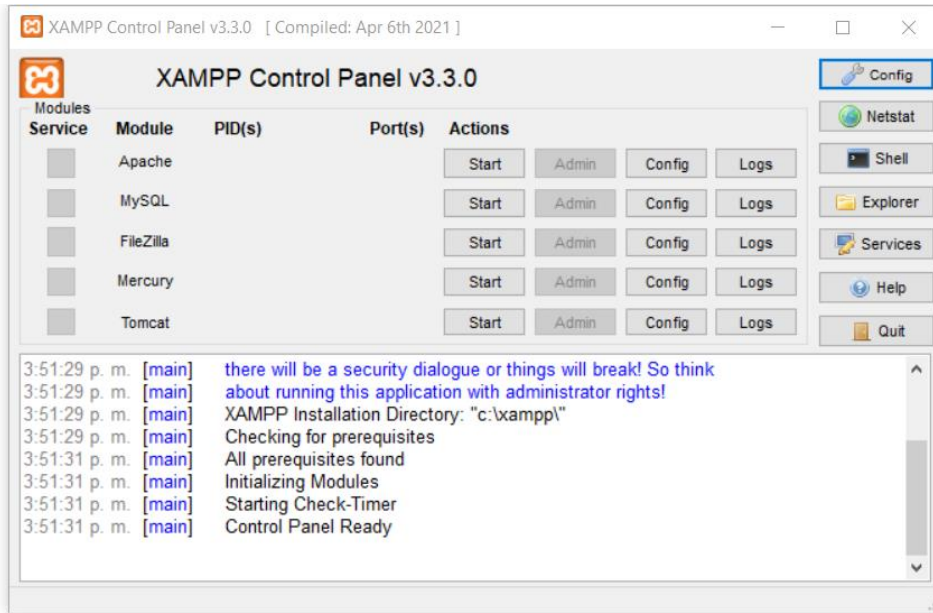 XAMPP Control Panel v3.3.0 [ Compiled: Apr 6th 2021 ]
XAMPP Control Panel v3.3.0
Config
Modules
Service Module PID(s) Port(s) Actions
Netstat
Apache Start Admin Config Logs
Shell
MySQL Start Admin Config Logs
Explorer
FileZilla Start Admin Config Logs
Services
Mercury Start Admin Config Logs
Help
Tomcat Start Admin Config Logs
Quit
3:51:29 p. m. [main] there will be a security dialogue or things will break! So think
3:51:29 p. m. [main] about running this application with administrator rights!
3:51:29 p. m. [main] XAMPP Installation Directory: "c:\xampp\"
3:51:29 p. m. [main] Checking for prerequisites
3:51:31 p. m. [main] All prerequisites found
3:51:31 p. m. [main] Initializing Modules
3:51:31 p. m. [main] Starting Check-Timer
3:51:31 p. m. [main] Control Panel Ready